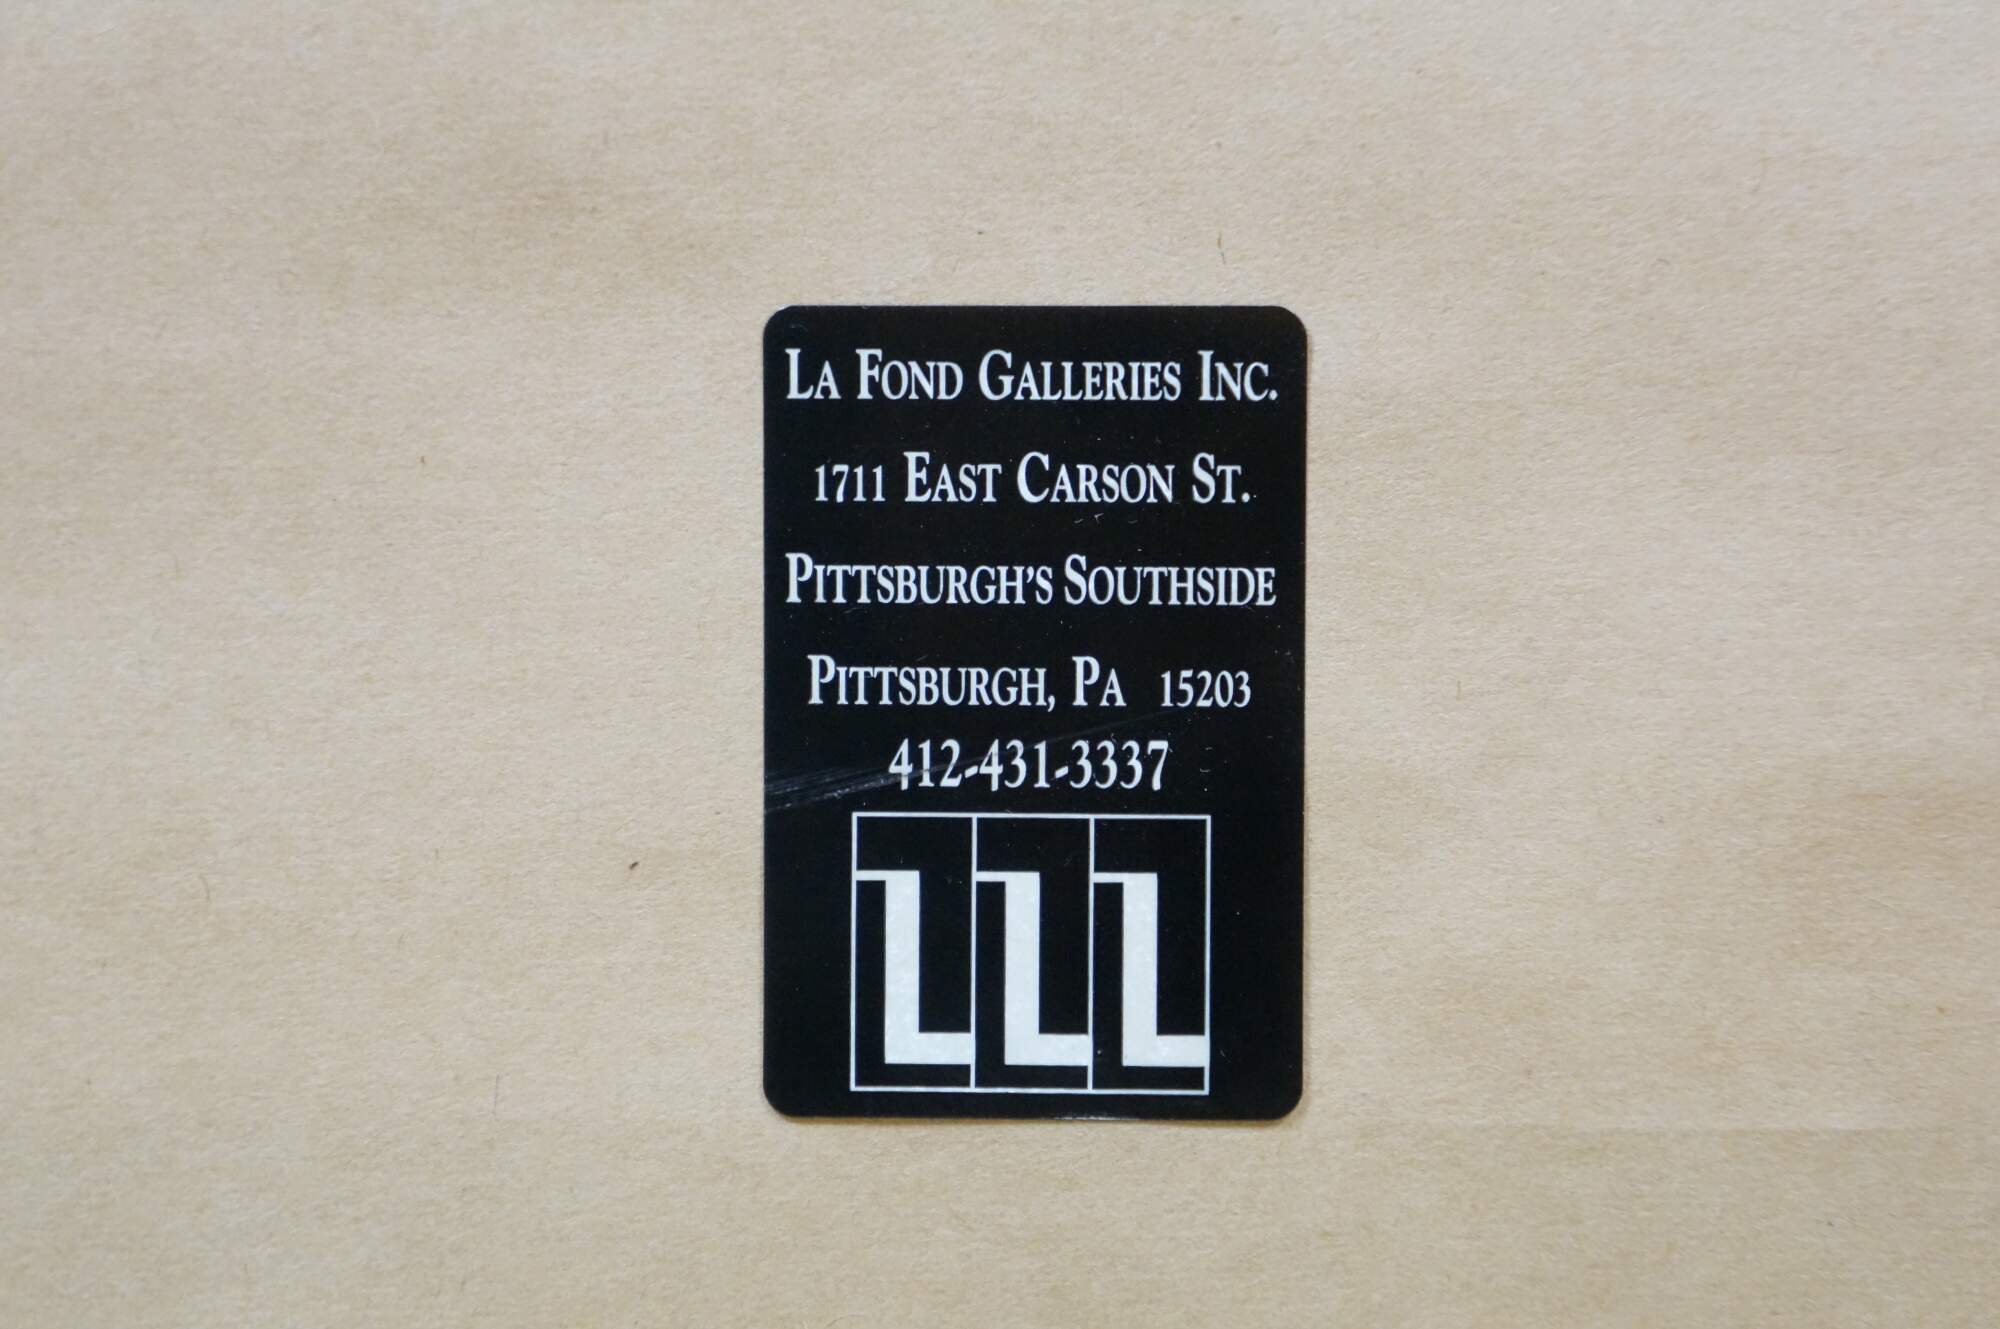 LA FOND GALLERIES INC.
1711 EAST CARSON ST.
PITTSBURGH'S SOUTHSIDE
PITTSBURGH, PA 15203
412-431-3337